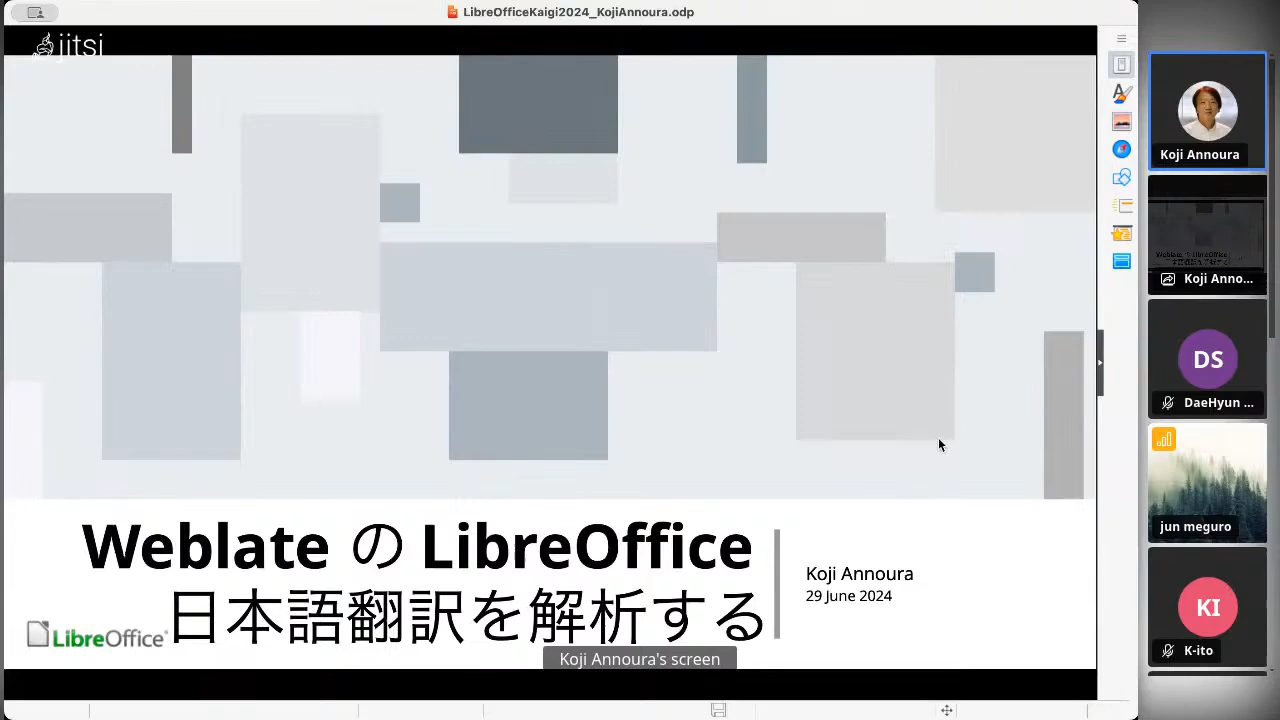 LibreOfficeKaigi2024_KojiAnnoura.odp
jitsi
Weblate の LibreOffice
日本語翻訳を解析する
LibreOffice
Koji Annoura
29 June 2024
Koji Annoura's screen
Koji Annoura
Koji Anno...
DS
DaeHyun ...
jun meguro
KI
K-ito